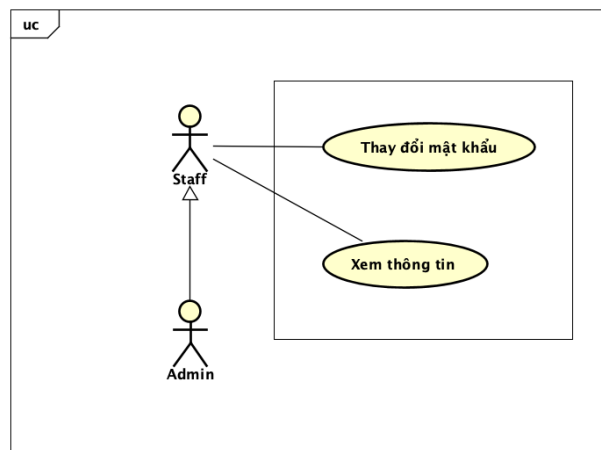 uc
Thay đổi mật khẩu
Staff
Xem thông tin
Admin